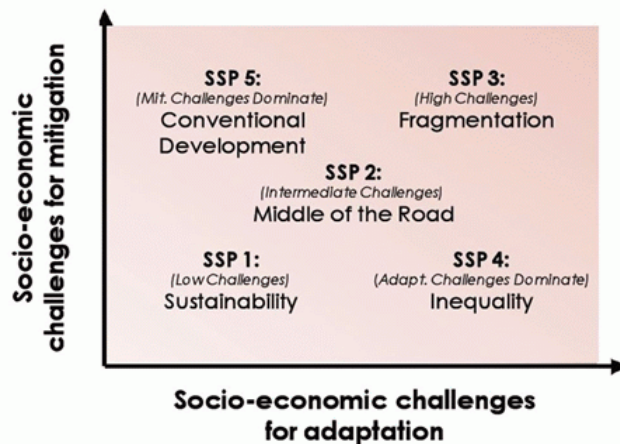 Socio-economic
challenges for mitigation
SSP 5:
(Mit. Challenges Dominate)
Conventional
Development
SSP 3:
(High Challenges)
Fragmentation
SSP 2:
(Intermediate Challenges)
Middle of the Road
SSP 1:
(Low Challenges)
Sustainability
SSP 4:
(Adapt. Challenges Dominate)
Inequality
Socio-economic challenges
for adaptation